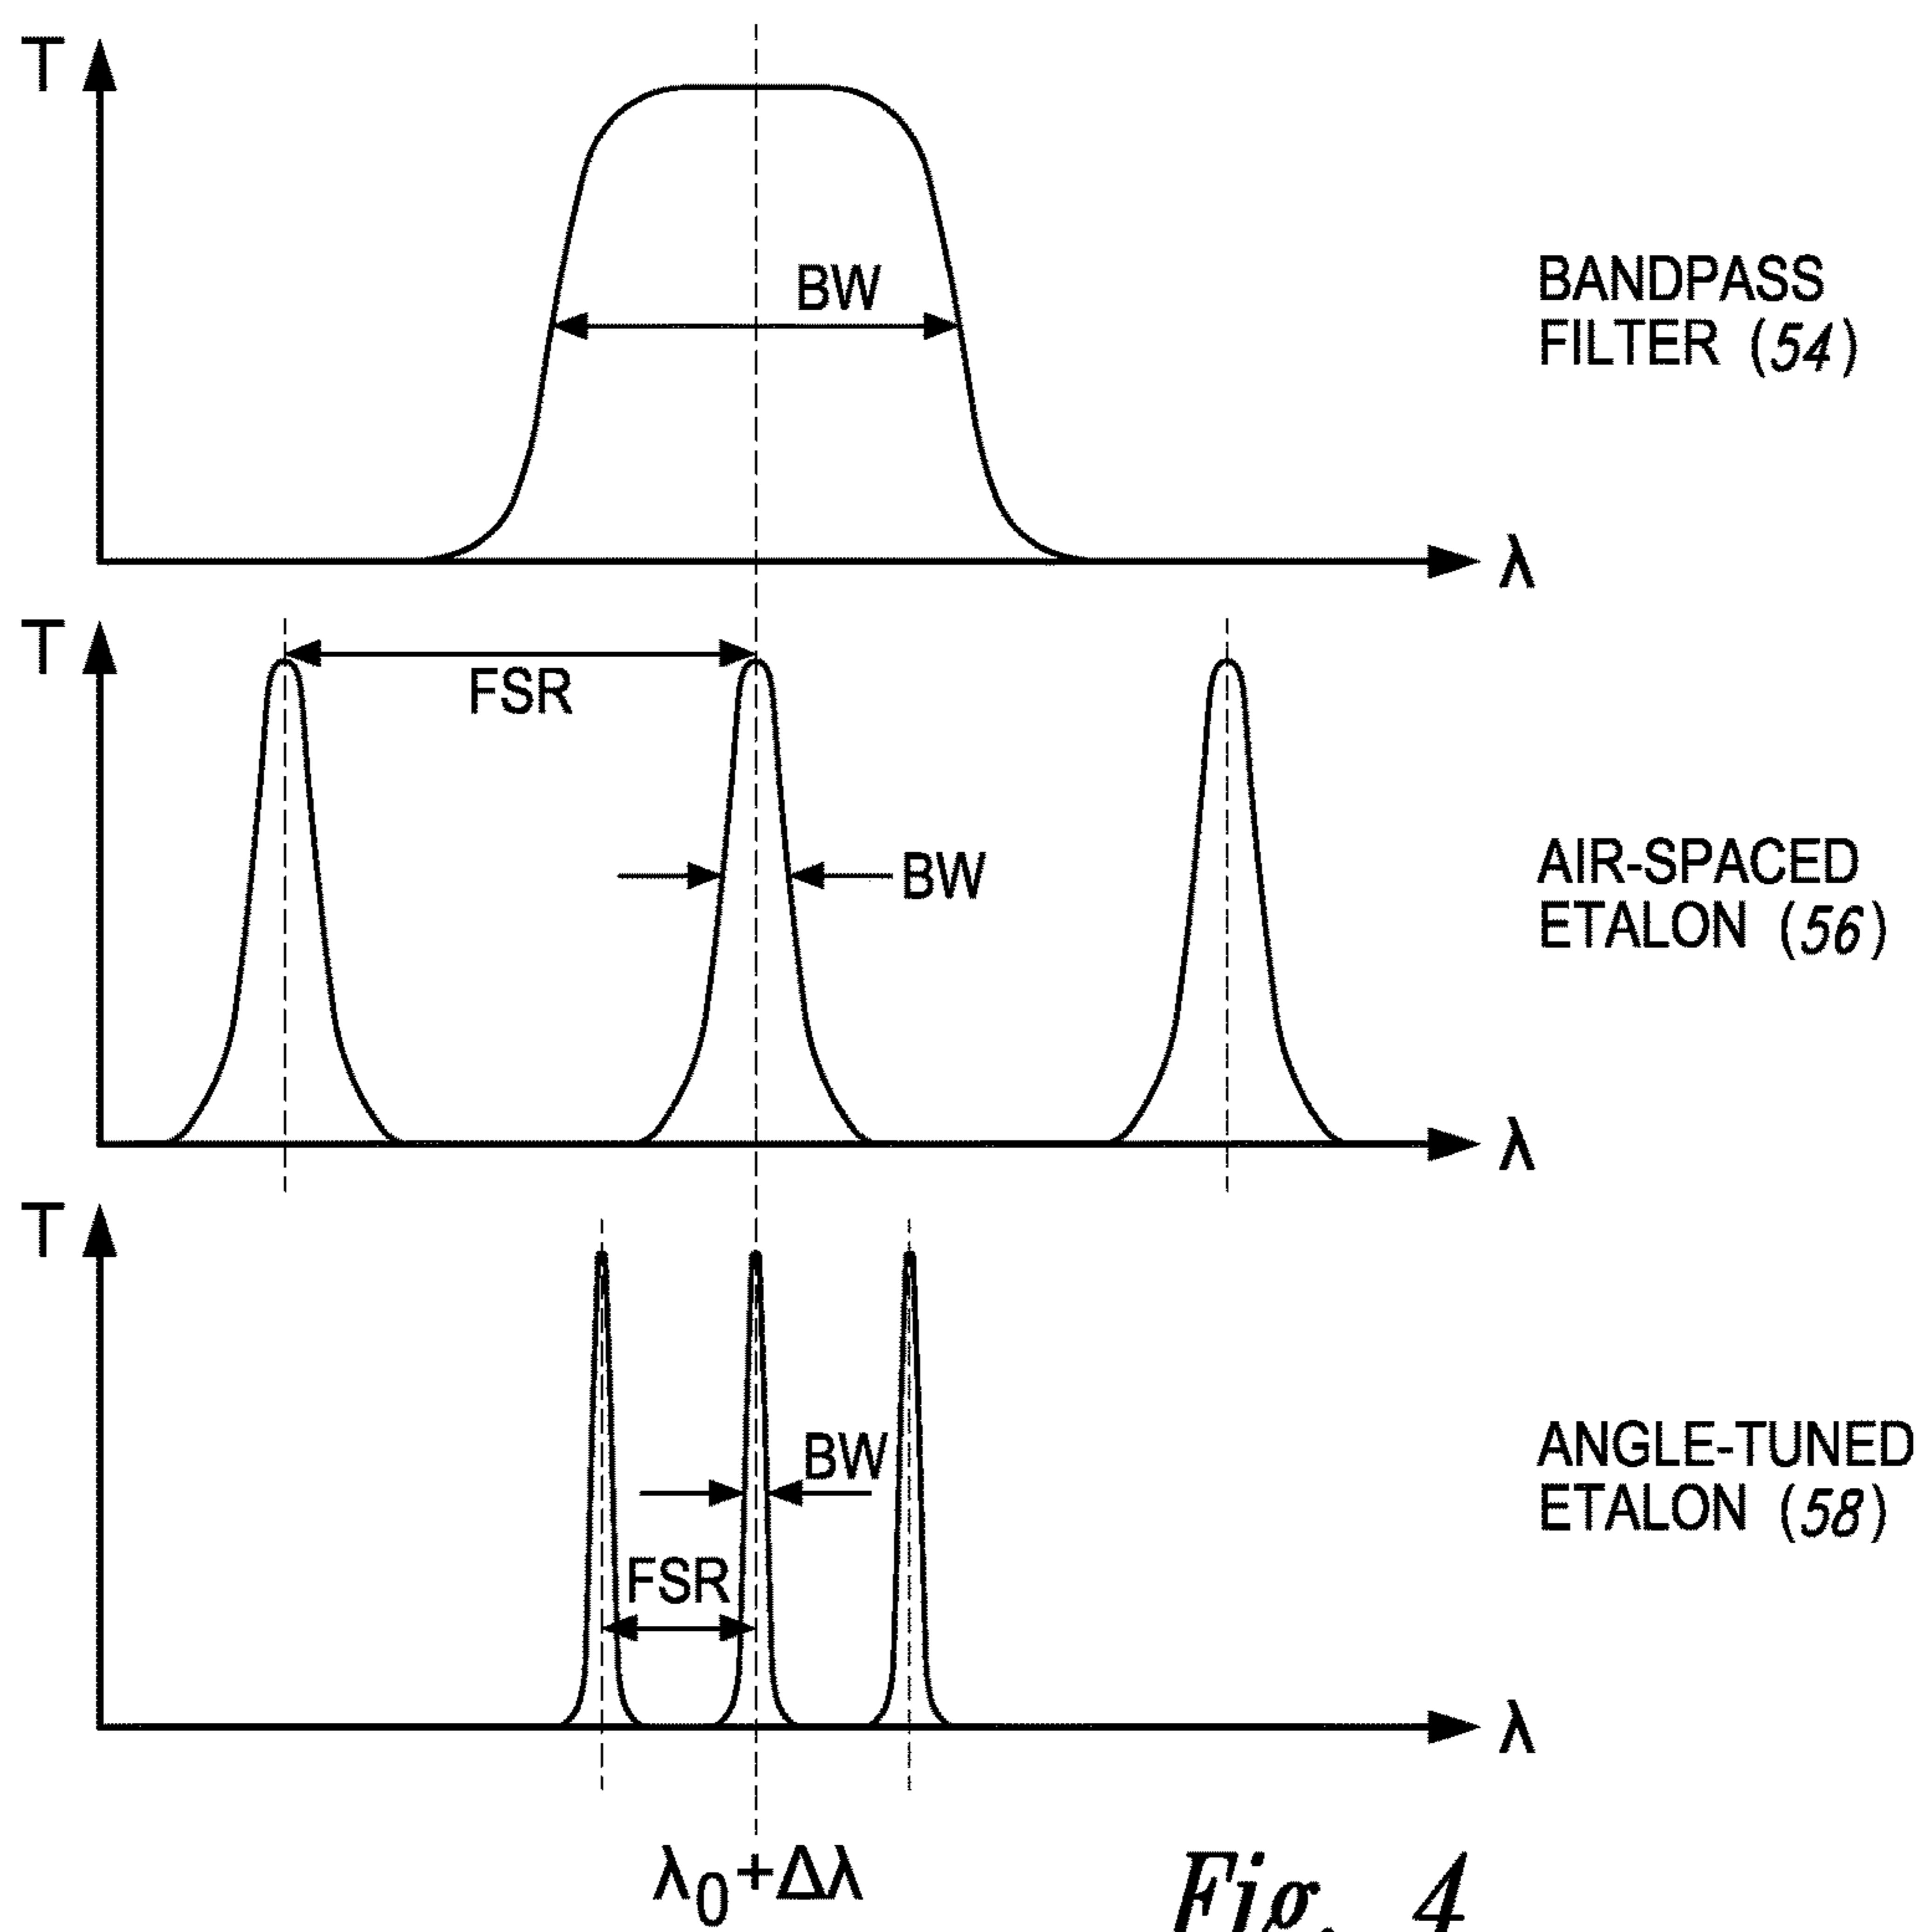 T
BW
BANDPASS
FILTER (54)
λ
T
FSR
BW
AIR-SPACED
ETALON (56)
λ
T
BW
ANGLE-TUNED
ETALON (58)
FSR
λ
λ0+Δλ
Fig. 4